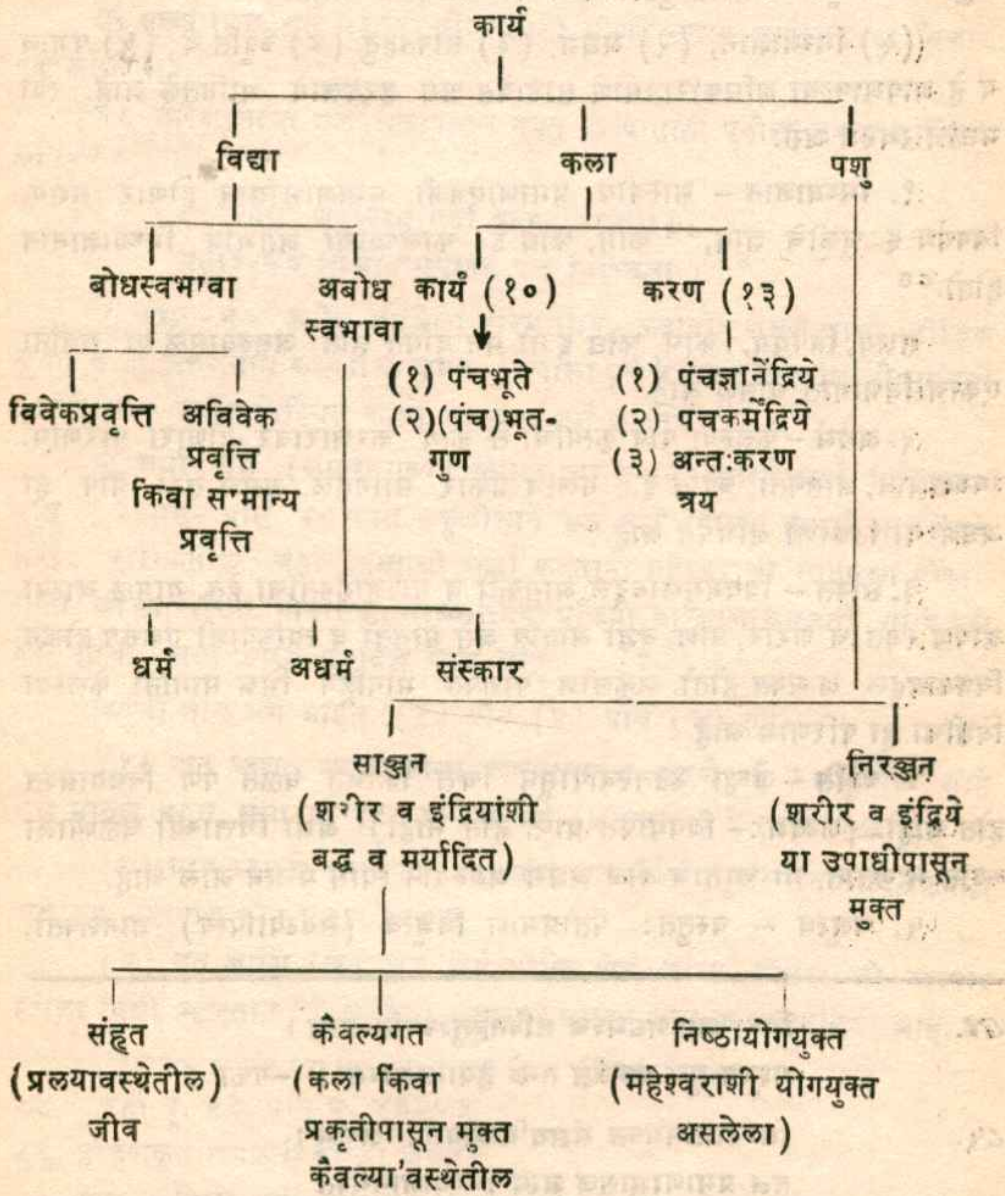 कार्य
विद्या कला पशु
बोधस्वभावा अबोध कार्य (१०) करण (१३)
स्वभावा
(१) पंचभूते (१) पंचज्ञानेंद्रिये
विवेकप्रवृत्ति अविवेक (२)(पंच)भूत- (२) पंचकर्मेंद्रिये
प्रवृत्ति गुण (३) अन्तःकरण
किंवा सामान्य त्रय
प्रवृत्ति
धर्म अधर्म संस्कार
साञ्जन निरञ्जन
(शरीर व इंद्रियांशी (शरीर व इंद्रिये
बद्ध व मर्यादित) या उपाधीपासून
मुक्त
संहृत कैवल्यगत निष्ठायोगयुक्त
(प्रलयावस्थेतील) (कला किंवा (महेश्वराशी योगयुक्त
जीव प्रकृतीपासून मुक्त असलेला)
कैवल्यावस्थेतील